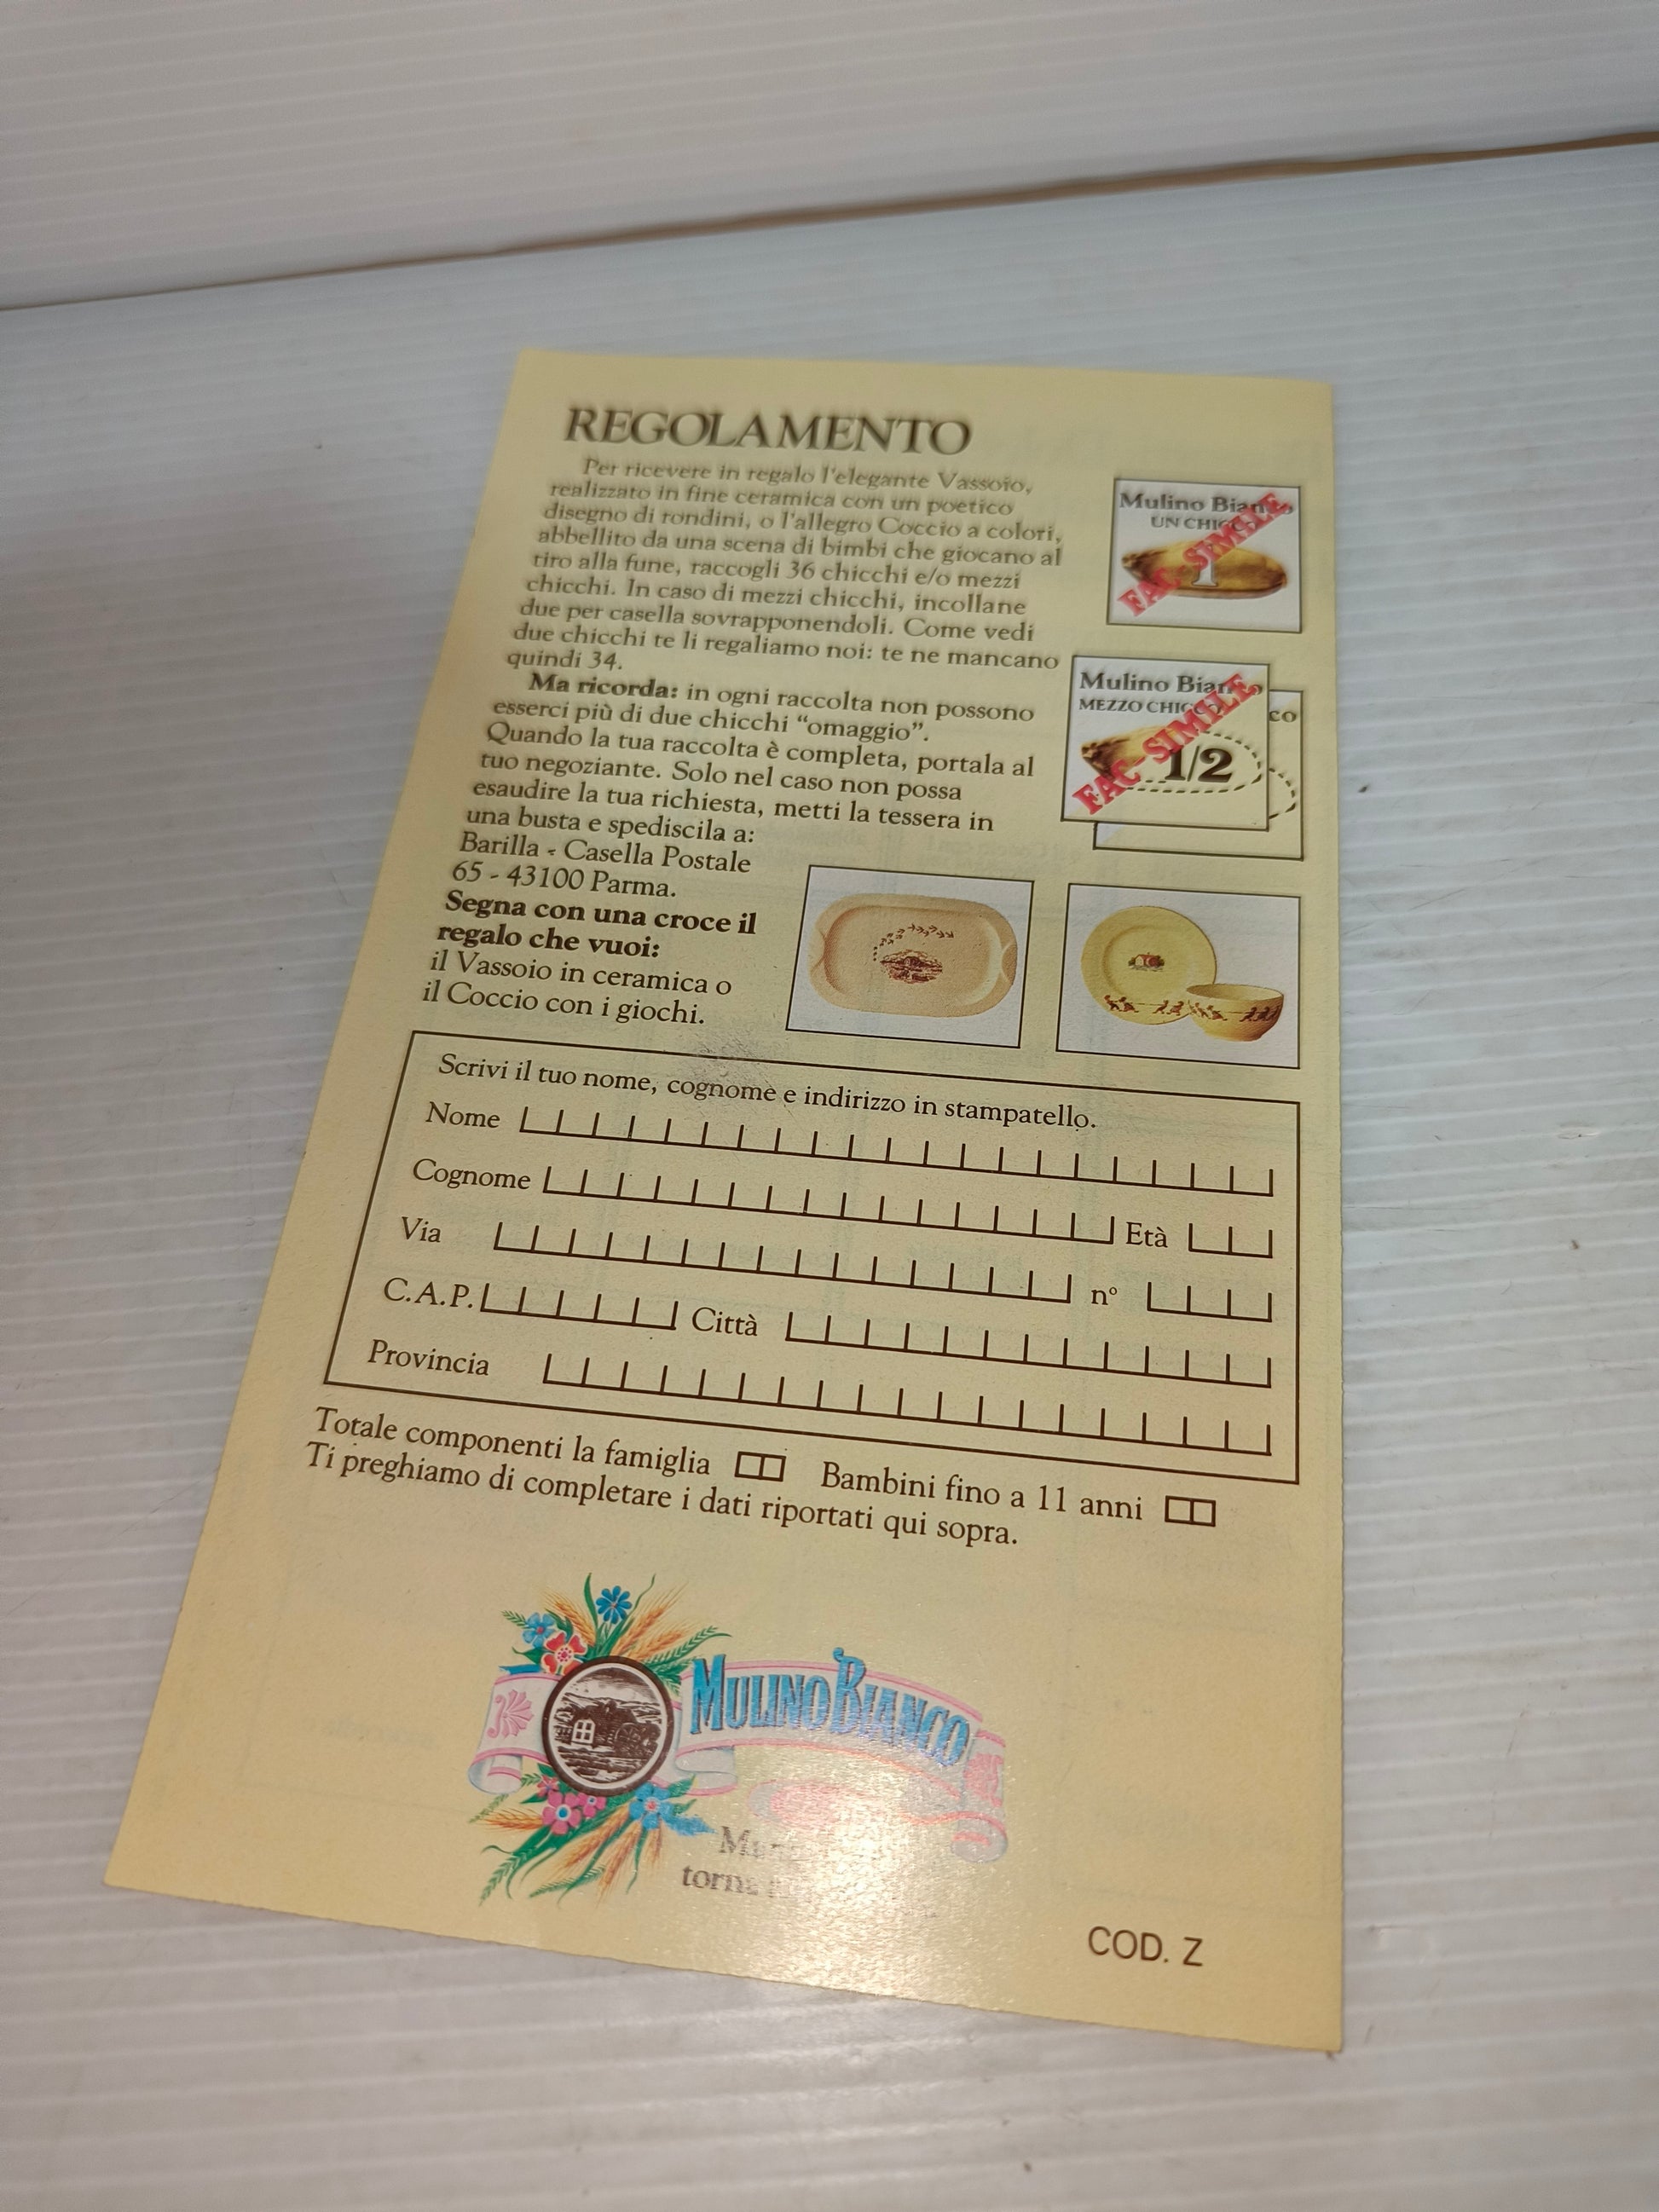 REGOLAMENTO
Per ricevere in regalo l'elegante Vassoio,
realizzato in fine ceramica con un poetico
disegno di rondini, o l'allegro Coccio a colori,
abbellito da una scena di bimbi che giocano al
tiro alla fune, raccogli 36 chicchi e/o mezzi
chicchi. In caso di mezzi chicchi, incollane
due per casella sovrapponendoli. Come vedi
due chicchi te li regaliamo noi: te ne mancano
quindi 34.
Ma ricorda: in ogni raccolta non possono
esserci più di due chicchi “omaggio”.
Quando la tua raccolta è completa, portala al
tuo negoziante. Solo nel caso non possa
esaudire la tua richiesta, metti la tessera in
una busta e spediscila a:
Barilla - Casella Postale
65 - 43100 Parma.
Segna con una croce il
regalo che vuoi:
il Vassoio in ceramica o
il Coccio con i giochi.
Mulino Bianco
UN CHICCO
1
FAC-SIMILE
Mulino Bianco
MEZZO CHICCO
1/2
FAC-SIMILE
co
Scrivi il tuo nome, cognome e indirizzo in stampatello.
Nome
Cognome Età
Via n°
C.A.P. Città
Provincia
Totale componenti la famiglia Bambini fino a 11 anni
Ti preghiamo di completare i dati riportati qui sopra.
MULINO BIANCO
COD. Z